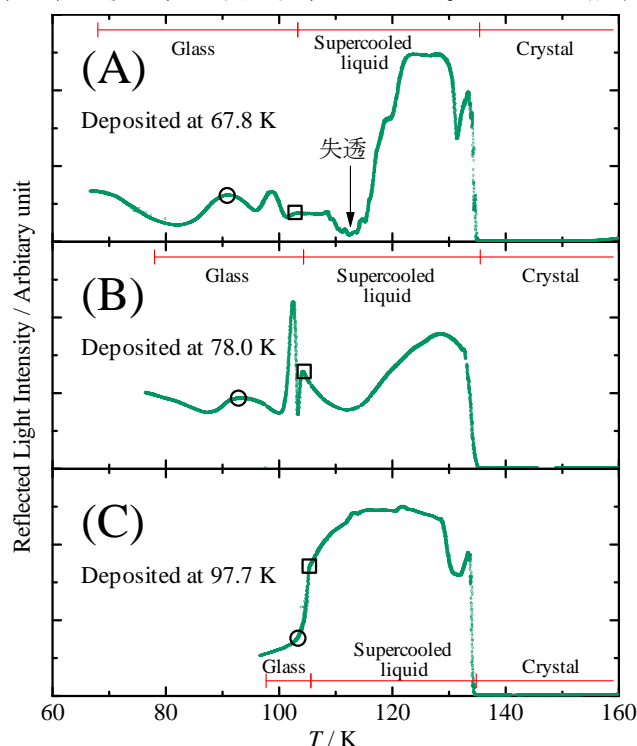 Glass Supercooled liquid Crystal
(A)
Deposited at 67.8 K
失透
Glass Supercooled liquid Crystal
(B)
Deposited at 78.0 K
(C)
Deposited at 97.7 K
Glass Supercooled liquid Crystal
60 80 100 120 140 160
T / K
Reflected Light Intensity / Arbitary unit